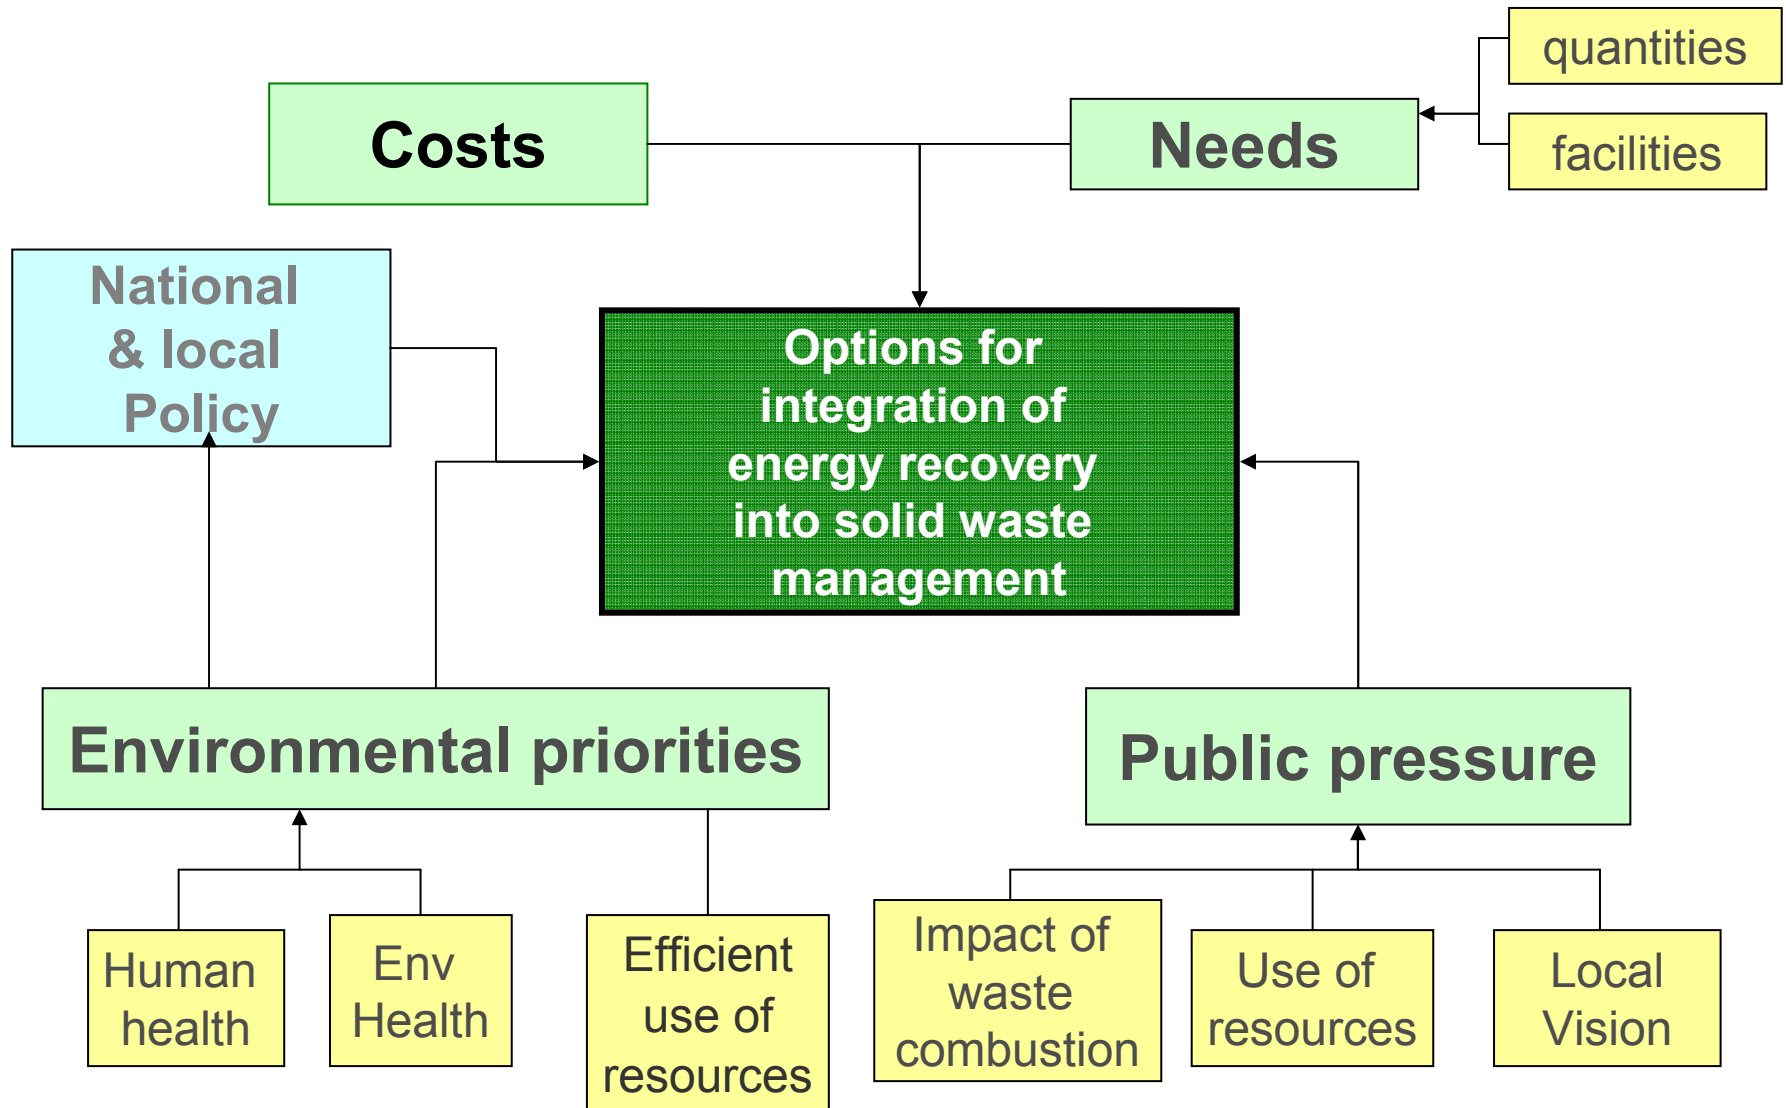 quantities
Costs
Needs
facilities
National
& local
Policy
Options for
integration of
energy recovery
into solid waste
management
Environmental priorities
Public pressure
Human
health
Env
Health
Efficient
use of
resources
Impact of
waste
combustion
Use of
resources
Local
Vision